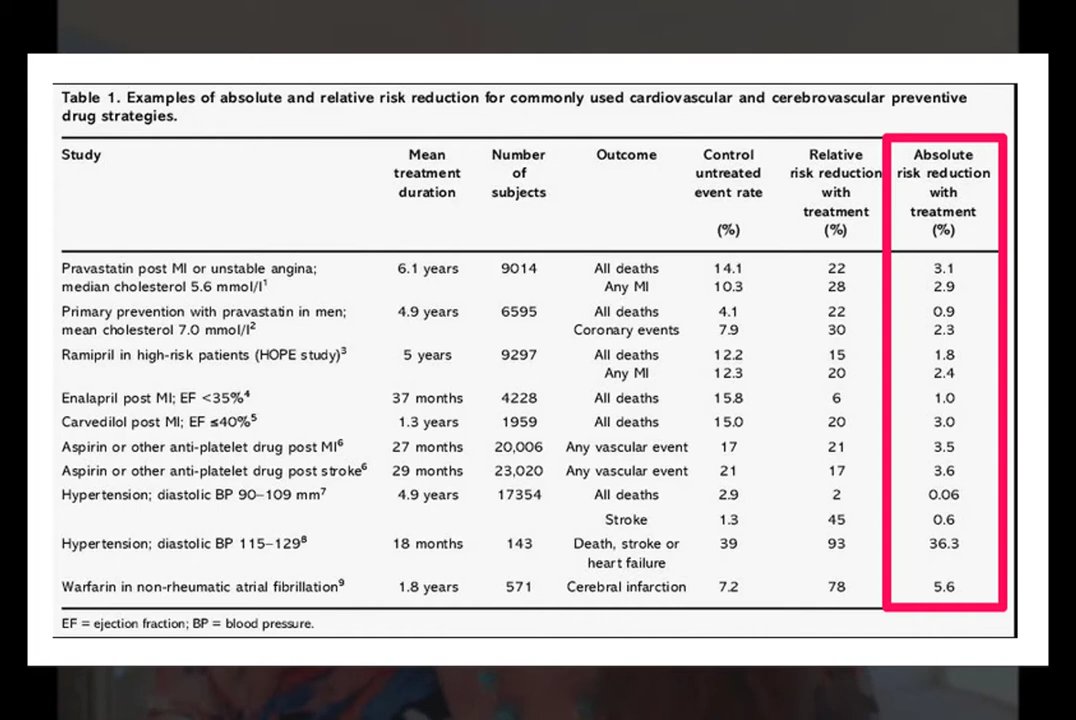 Table 1. Examples of absolute and relative risk reduction for commonly used cardiovascular and cerebrovascular preventive
drug strategies.
Study Mean treatment duration Number of subjects Outcome Control untreated event rate (%) Relative risk reduction with treatment (%) Absolute risk reduction with treatment (%)
Pravastatin post MI or unstable angina; 6.1 years 9014 All deaths 14.1 22 3.1
median cholesterol 5.6 mmol/l¹ Any MI 10.3 28 2.9
Primary prevention with pravastatin in men; 4.9 years 6595 All deaths 4.1 22 0.9
mean cholesterol 7.0 mmol/l² Coronary events 7.9 30 2.3
Ramipril in high-risk patients (HOPE study)³ 5 years 9297 All deaths 12.2 15 1.8
Any MI 12.3 20 2.4
Enalapril post MI; EF <35%⁴ 37 months 4228 All deaths 15.8 6 1.0
Carvedilol post MI; EF ≤40%⁵ 1.3 years 1959 All deaths 15.0 20 3.0
Aspirin or other anti-platelet drug post MI⁶ 27 months 20,006 Any vascular event 17 21 3.5
Aspirin or other anti-platelet drug post stroke⁶ 29 months 23,020 Any vascular event 21 17 3.6
Hypertension; diastolic BP 90–109 mm⁷ 4.9 years 17354 All deaths 2.9 2 0.06
Stroke 1.3 45 0.6
Hypertension; diastolic BP 115–129⁸ 18 months 143 Death, stroke or 39 93 36.3
heart failure
Warfarin in non-rheumatic atrial fibrillation⁹ 1.8 years 571 Cerebral infarction 7.2 78 5.6
EF = ejection fraction; BP = blood pressure.